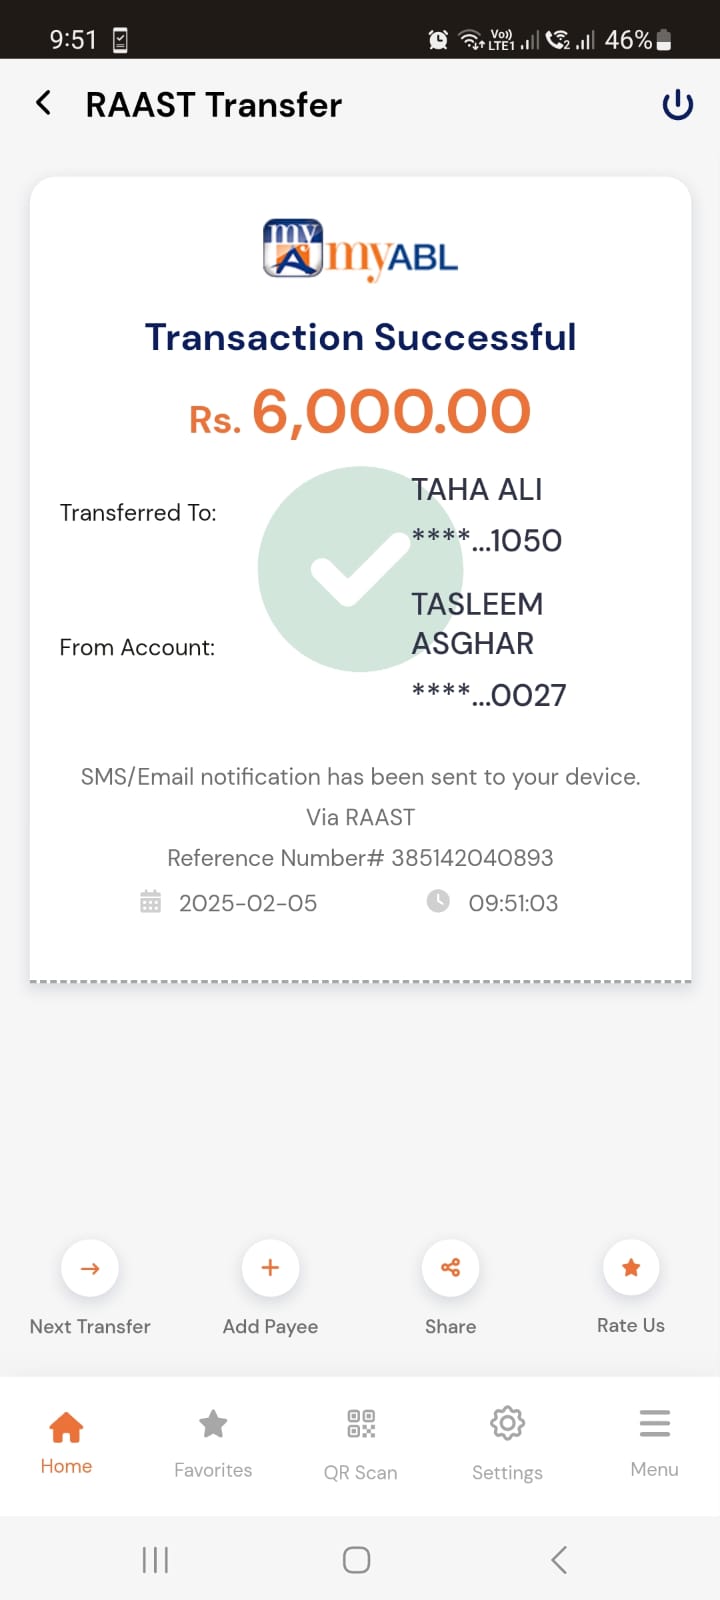 9:51
Vo)) LTE1 2 46%
RAAST Transfer
my myABL
Transaction Successful
Rs. 6,000.00
Transferred To:
TAHA ALI
****...1050
From Account:
TASLEEM
ASGHAR
****...0027
SMS/Email notification has been sent to your device.
Via RAAST
Reference Number# 385142040893
2025-02-05 09:51:03
Next Transfer Add Payee Share Rate Us
Home Favorites QR Scan Settings Menu